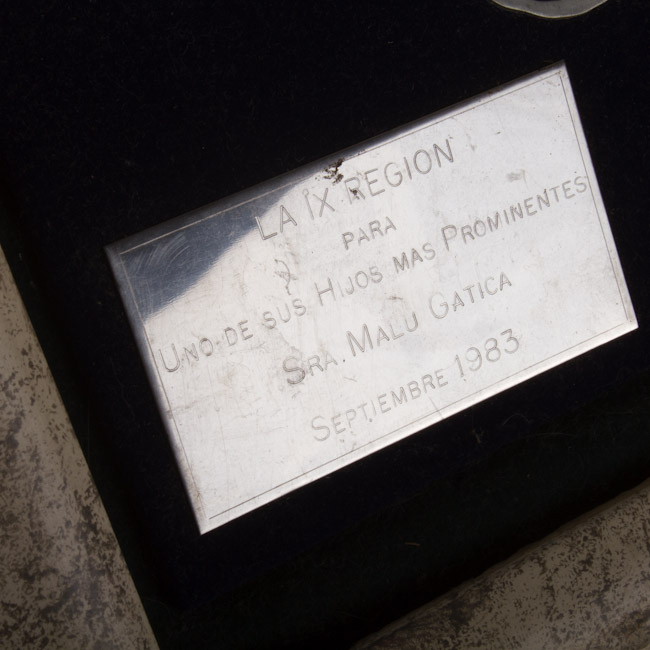 LA IX REGION
PARA
UNO DE SUS HIJOS MAS PROMINENTES
SRA. MALU GATICA
SEPTIEMBRE 1983